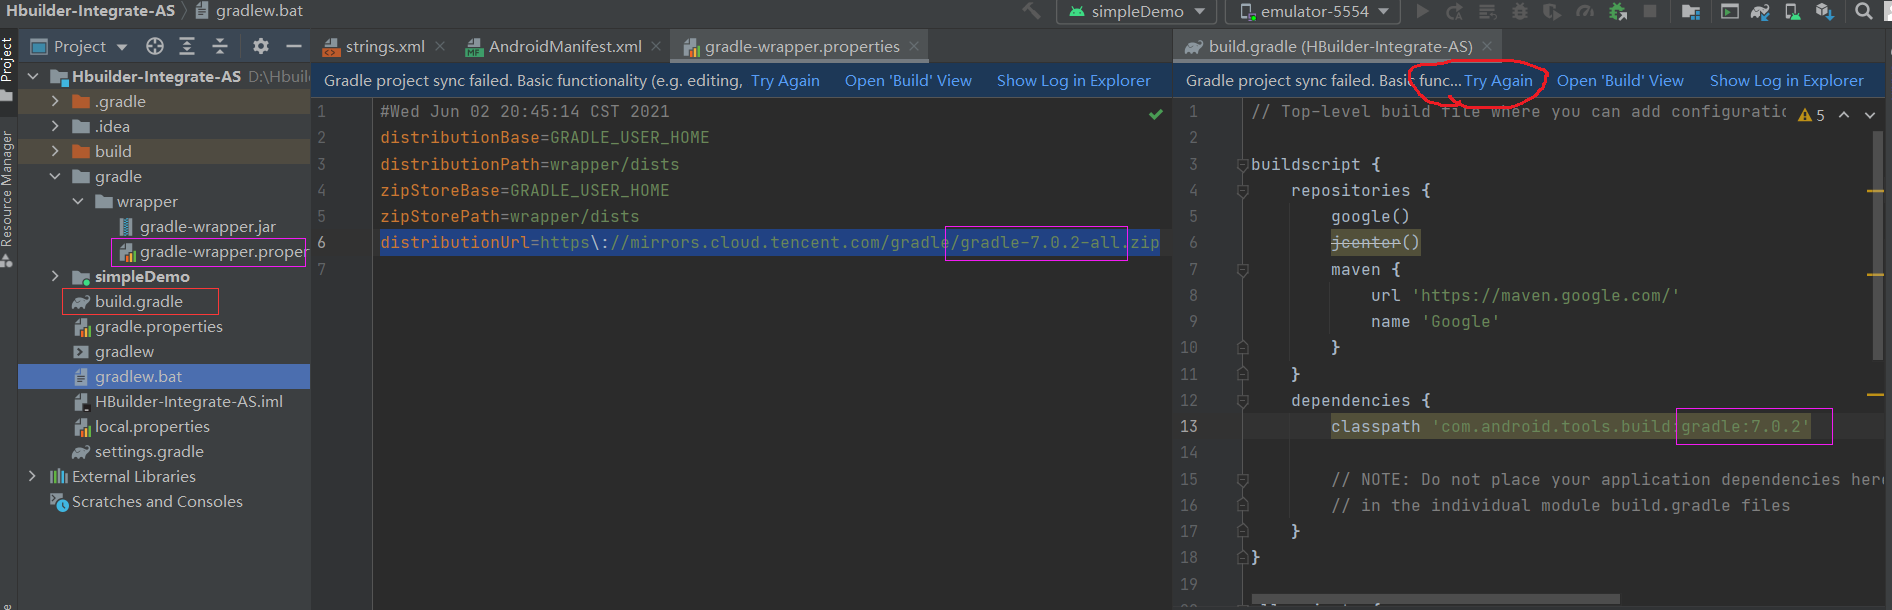 Hbuilder-Integrate-AS
gradlew.bat
simpleDemo
emulator-5554
Project
strings.xml
AndroidManifest.xml
gradle-wrapper.properties
build.gradle (HBuilder-Integrate-AS)
Project
Resource Manager
Hbuilder-Integrate-AS D:\Hbuil
.gradle
.idea
build
gradle
wrapper
gradle-wrapper.jar
gradle-wrapper.proper
simpleDemo
build.gradle
gradle.properties
gradlew
gradlew.bat
HBuilder-Integrate-AS.iml
local.properties
settings.gradle
External Libraries
Scratches and Consoles
Gradle project sync failed. Basic functionality (e.g. editing, Try Again Open 'Build' View Show Log in Explorer
1 #Wed Jun 02 20:45:14 CST 2021
2 distributionBase=GRADLE_USER_HOME
3 distributionPath=wrapper/dists
4 zipStoreBase=GRADLE_USER_HOME
5 zipStorePath=wrapper/dists
6 distributionUrl=https\://mirrors.cloud.tencent.com/gradle/gradle-7.0.2-all.zip
7
Gradle project sync failed. Basic func... Try Again Open 'Build' View Show Log in Explorer
1 // Top-level build file where you can add configuratio
5
2
3 buildscript {
4 repositories {
5 google()
6 jcenter()
7 maven {
8 url 'https://maven.google.com/'
9 name 'Google'
10 }
11 }
12 dependencies {
13 classpath 'com.android.tools.build:gradle:7.0.2'
14
15 // NOTE: Do not place your application dependencies here
16 // in the individual module build.gradle files
17 }
18 }
19